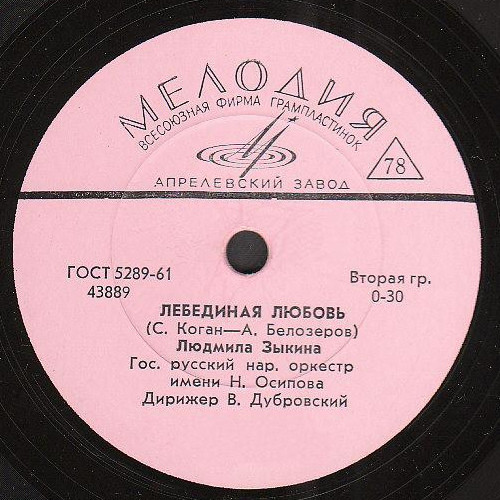 МЕЛОДИЯ
ВСЕСОЮЗНАЯ ФИРМА ГРАМПЛАСТИНОК
78
АПРЕЛЕВСКИЙ ЗАВОД
ГОСТ 5289-61
Вторая гр.
43889
0-30
ЛЕБЕДИНАЯ ЛЮБОВЬ
(С. Коган—А. Белозеров)
Людмила Зыкина
Гос. русский нар. оркестр
имени Н. Осипова
Дирижер В. Дубровский